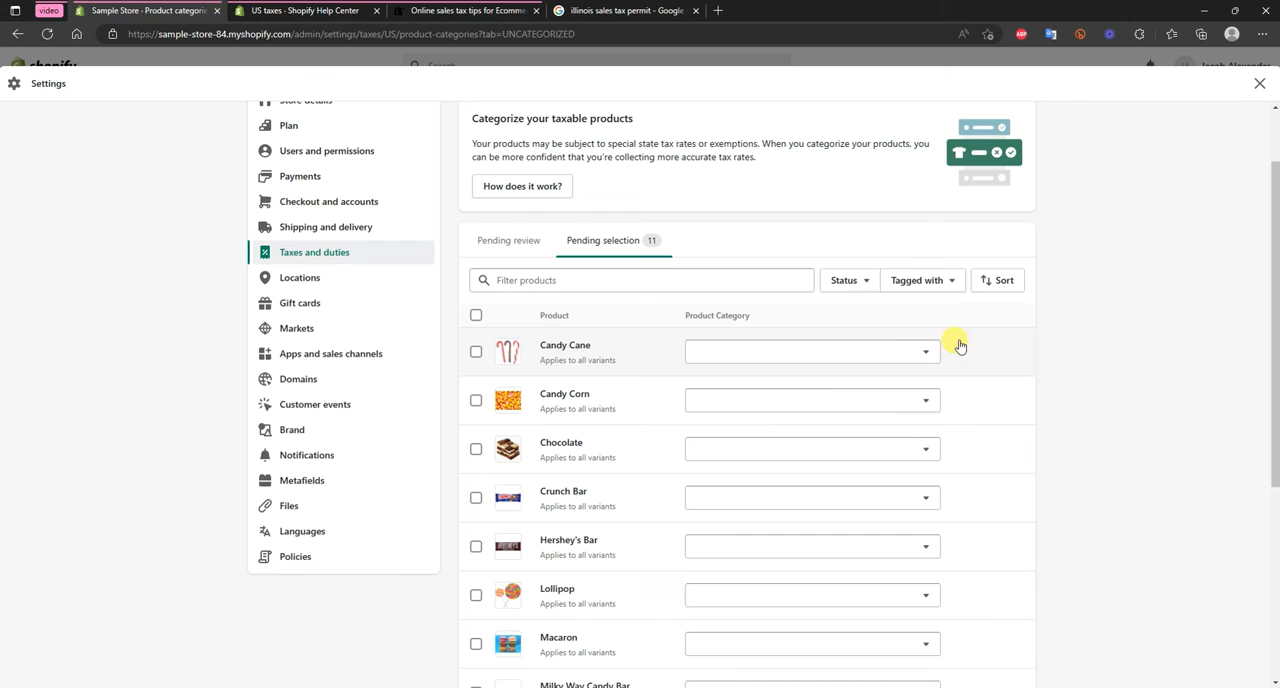 video
Sample Store - Product categorie
US taxes - Shopify Help Center
Online sales tax tips for Ecomme
illinois sales tax permit - Google
https://sample-store-84.myshopify.com/admin/settings/taxes/US/product-categories?tab=UNCATEGORIZED
ABP
shopify
Search
Jacob Alexander
Settings
Store details
Plan
Users and permissions
Payments
Checkout and accounts
Shipping and delivery
Taxes and duties
Locations
Gift cards
Markets
Apps and sales channels
Domains
Customer events
Brand
Notifications
Metafields
Files
Languages
Policies
Categorize your taxable products
Your products may be subject to special state tax rates or exemptions. When you categorize your products, you
can be more confident that you're collecting more accurate tax rates.
How does it work?
Pending review
Pending selection 11
Filter products
Status
Tagged with
Sort
Product
Product Category
Candy Cane
Applies to all variants
Candy Corn
Applies to all variants
Chocolate
Applies to all variants
Crunch Bar
Applies to all variants
Hershey's Bar
Applies to all variants
Lollipop
Applies to all variants
Macaron
Applies to all variants
Milky Way Candy Bar